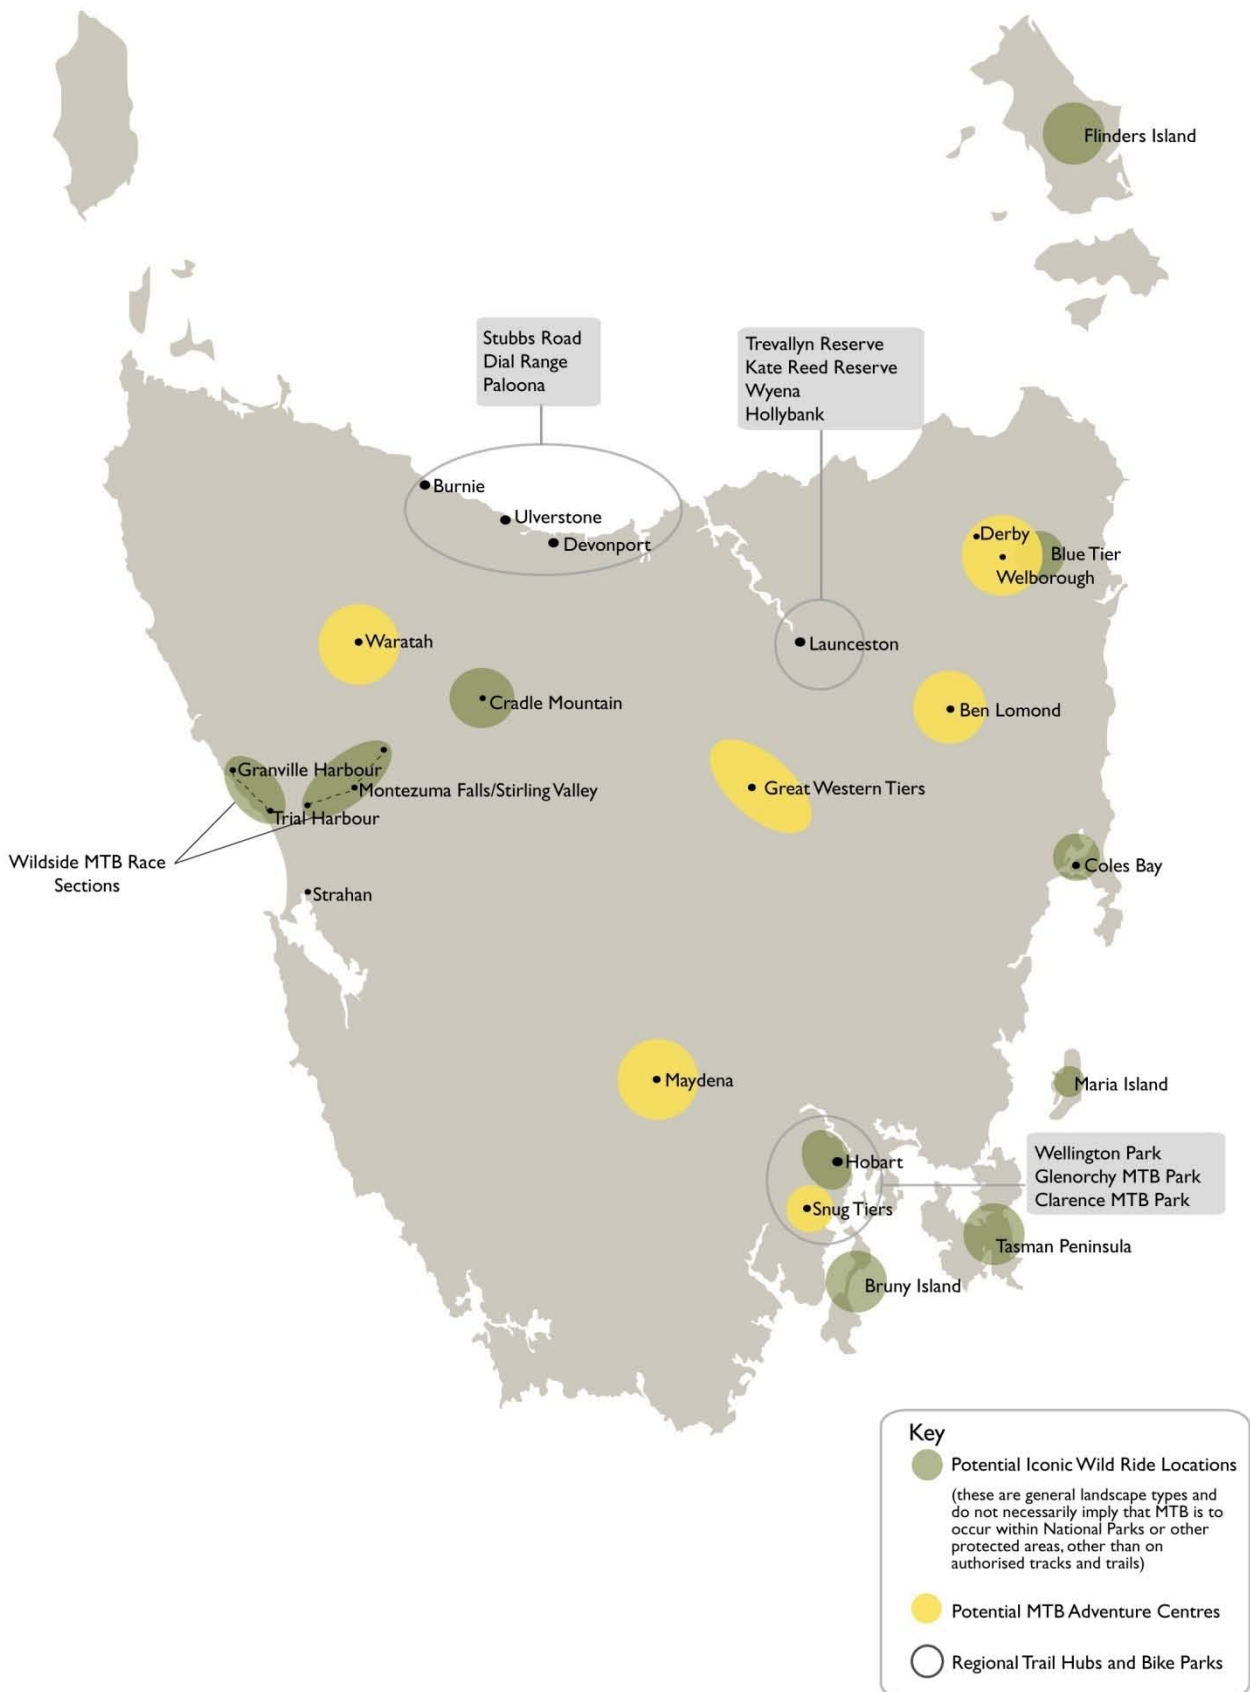 Flinders Island
Stubbs Road
Dial Range
Paloona
Trevallyn Reserve
Kate Reed Reserve
Wyena
Hollybank
Burnie
Ulverstone
Devonport
Derby
Blue Tier
Welborough
Waratah
Launceston
Cradle Mountain
Ben Lomond
Granville Harbour
Montezuma Falls/Stirling Valley
Great Western Tiers
Trial Harbour
Wildside MTB Race
Sections
Coles Bay
Strahan
Maydena
Maria Island
Hobart
Wellington Park
Glenorchy MTB Park
Clarence MTB Park
Snug Tiers
Tasman Peninsula
Bruny Island
Key
Potential Iconic Wild Ride Locations
(these are general landscape types and
do not necessarily imply that MTB is to
occur within National Parks or other
protected areas, other than on
authorised tracks and trails)
Potential MTB Adventure Centres
Regional Trail Hubs and Bike Parks